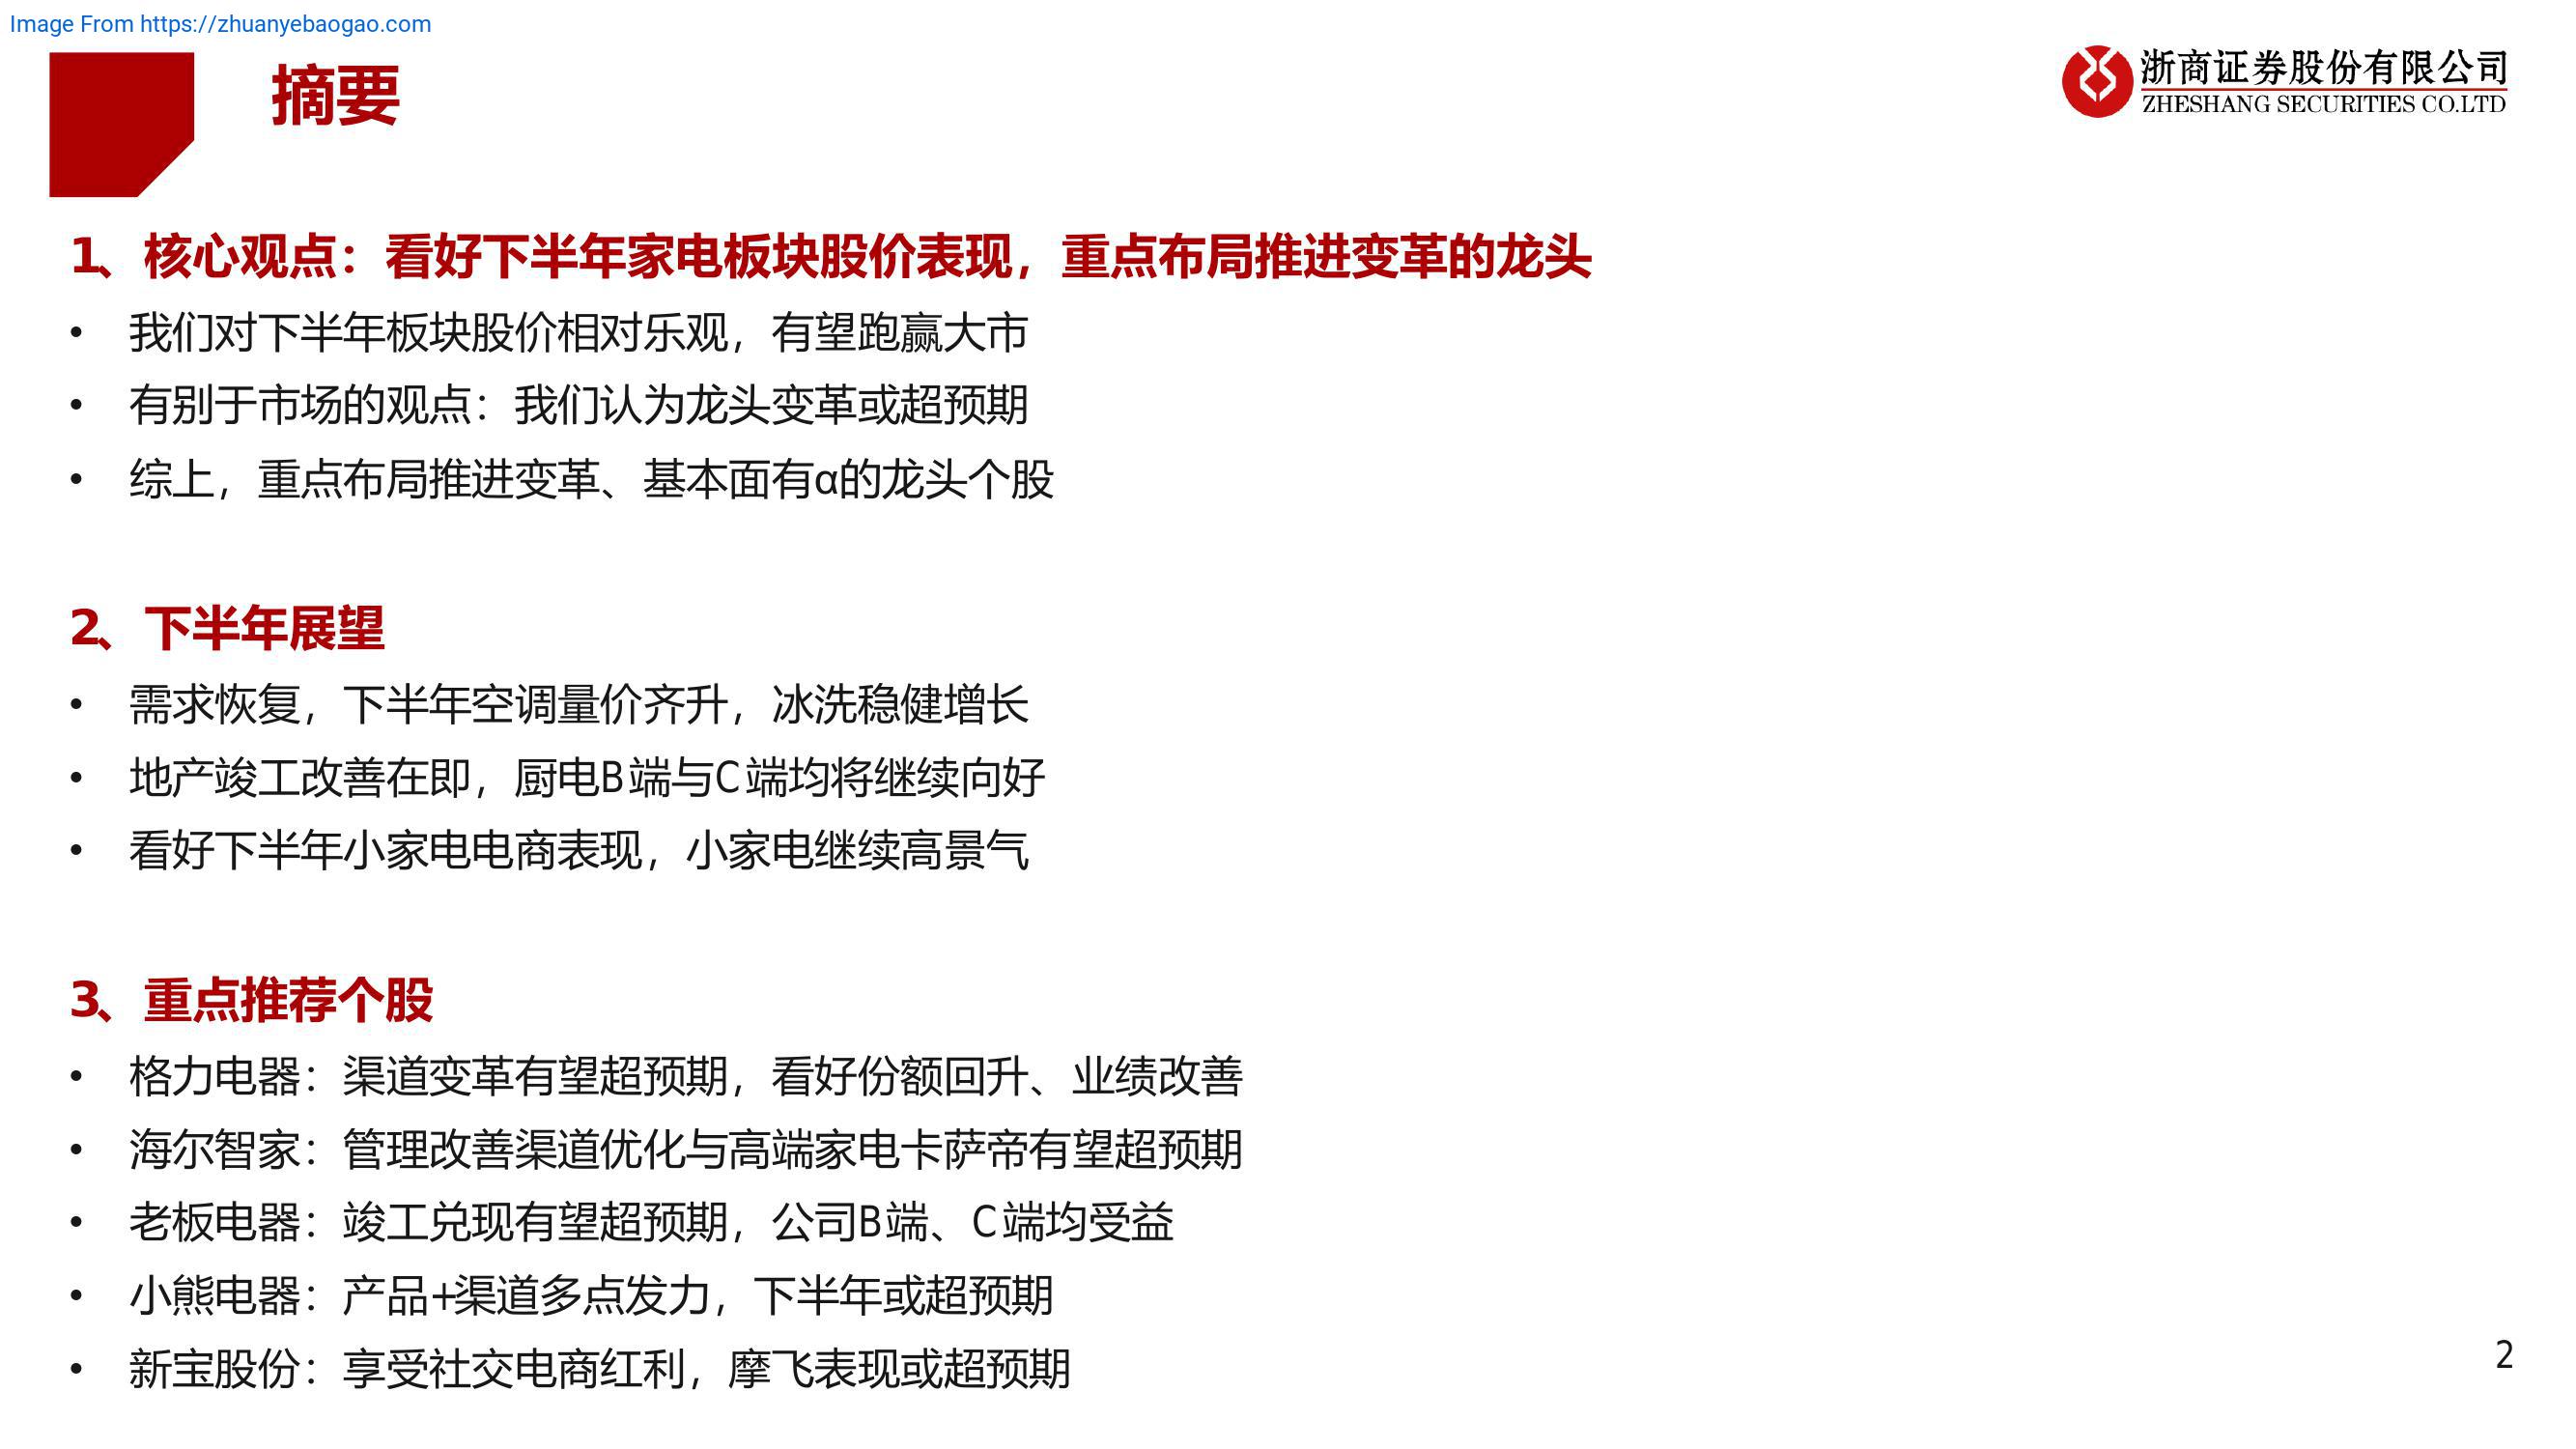 Image From https://zhuanyebaogao.com
摘要
浙商证券股份有限公司
ZHESHANG SECURITIES CO.LTD
1、核心观点：看好下半年家电板块股价表现，重点布局推进变革的龙头
• 我们对下半年板块股价相对乐观，有望跑赢大市
• 有别于市场的观点：我们认为龙头变革或超预期
• 综上，重点布局推进变革、基本面有α的龙头个股
2、下半年展望
• 需求恢复，下半年空调量价齐升，冰洗稳健增长
• 地产竣工改善在即，厨电B端与C端均将继续向好
• 看好下半年小家电电商表现，小家电继续高景气
3、重点推荐个股
• 格力电器：渠道变革有望超预期，看好份额回升、业绩改善
• 海尔智家：管理改善渠道优化与高端家电卡萨帝有望超预期
• 老板电器：竣工兑现有望超预期，公司B端、C端均受益
• 小熊电器：产品+渠道多点发力，下半年或超预期
• 新宝股份：享受社交电商红利，摩飞表现或超预期
2